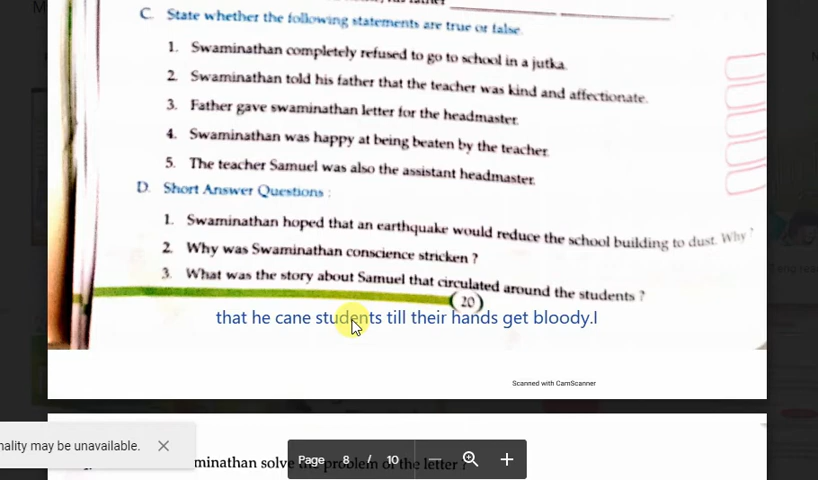 C. State whether the following statements are true or false.
1. Swaminathan completely refused to go to school in a jutka.
2. Swaminathan told his father that the teacher was kind and affectionate.
3. Father gave swaminathan letter for the headmaster.
4. Swaminathan was happy at being beaten by the teacher.
5. The teacher Samuel was also the assistant headmaster.
D. Short Answer Questions :
1. Swaminathan hoped that an earthquake would reduce the school building to dust. Why ?
2. Why was Swaminathan conscience stricken ?
3. What was the story about Samuel that circulated around the students ?
20
that he cane students till their hands get bloody.I
Scanned with CamScanner
nality may be unavailable.
minathan solve the problem of the letter ?
Page 8 / 10